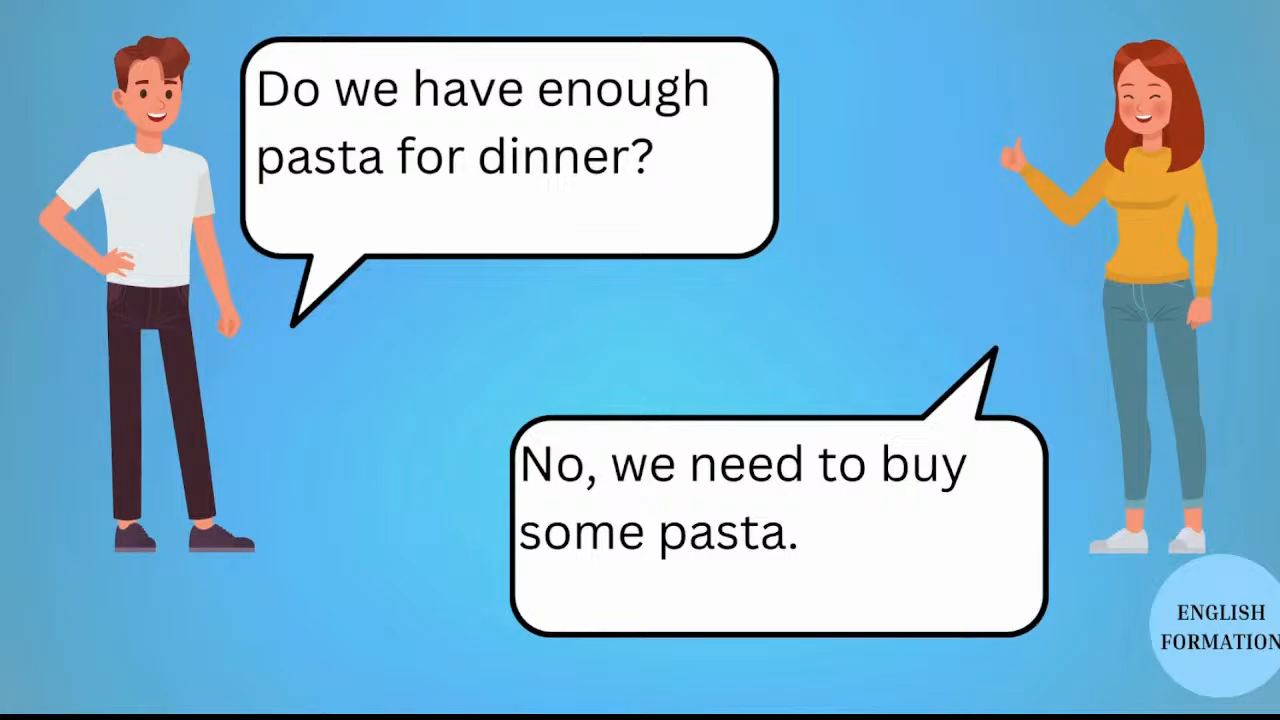 Do we have enough
pasta for dinner?
No, we need to buy
some pasta.
ENGLISH
FORMATION